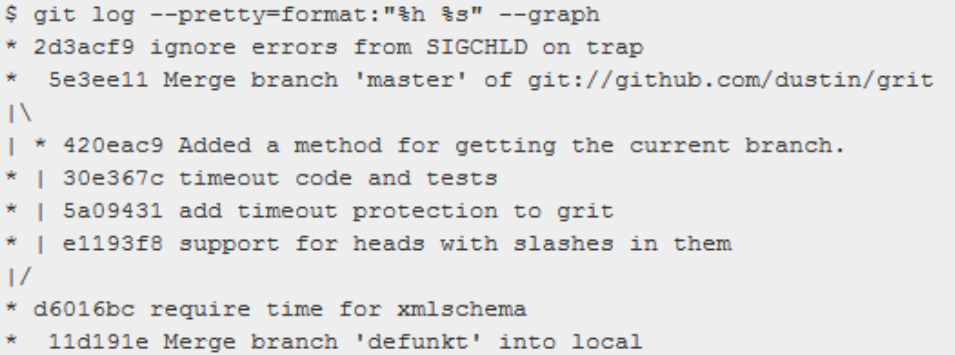 $ git log --pretty=format:"%h %s" --graph
* 2d3acf9 ignore errors from SIGCHLD on trap
*  5e3ee11 Merge branch 'master' of git://github.com/dustin/grit
|\
| * 420eac9 Added a method for getting the current branch.
* | 30e367c timeout code and tests
* | 5a09431 add timeout protection to grit
* | e1193f8 support for heads with slashes in them
|/
* d6016bc require time for xmlschema
*  11d191e Merge branch 'defunkt' into local